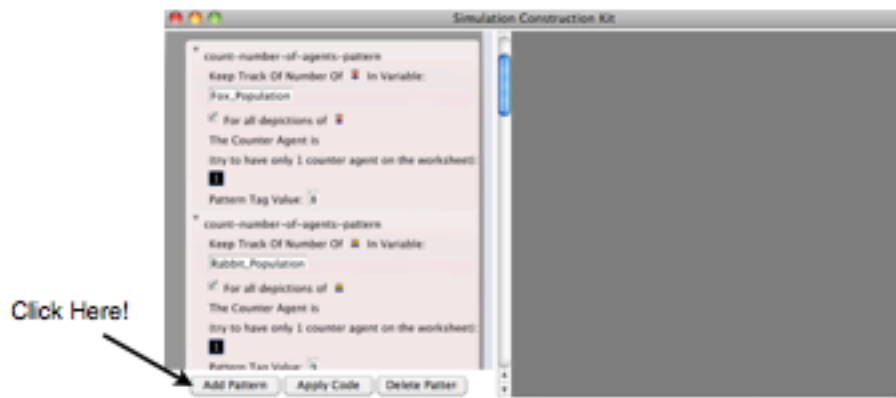 Simulation Construction Kit
count-number-of-agents-pattern
Keep Track Of Number Of In Variable:
Fox_Population
For all depictions of
The Counter Agent is
(try to have only 1 counter agent on the worksheet):
Pattern Tag Value:
count-number-of-agents-pattern
Keep Track Of Number Of In Variable:
Rabbit_Population
For all depictions of
The Counter Agent is
(try to have only 1 counter agent on the worksheet):
Pattern Tag Value:
Click Here!
Add Pattern Apply Code Delete Patter